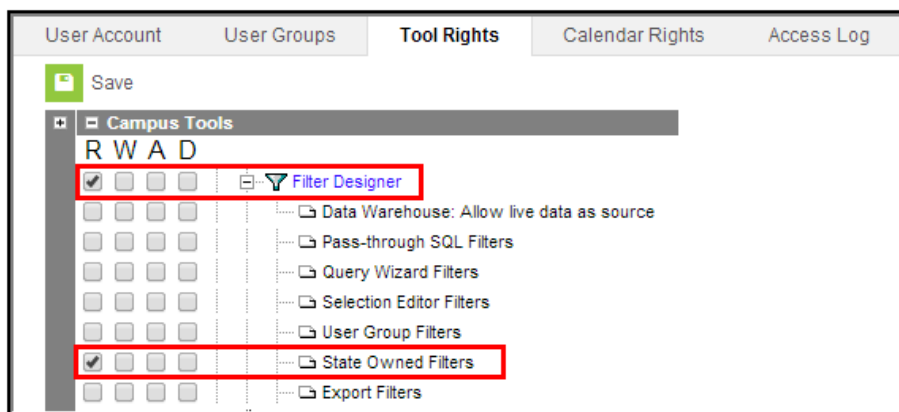 User Account User Groups Tool Rights Calendar Rights Access Log
Save
Campus Tools
R W A D
Filter Designer
Data Warehouse: Allow live data as source
Pass-through SQL Filters
Query Wizard Filters
Selection Editor Filters
User Group Filters
State Owned Filters
Export Filters